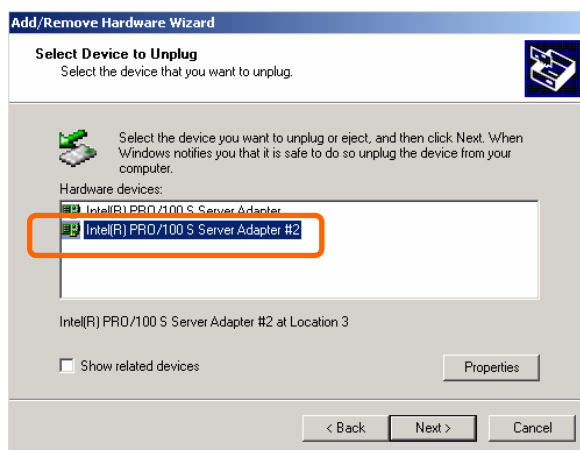 Add/Remove Hardware Wizard
Select Device to Unplug
Select the device that you want to unplug.
Select the device you want to unplug or eject, and then click Next. When
Windows notifies you that it is safe to do so unplug the device from your
computer.
Hardware devices:
Intel(R) PRO/100 S Server Adapter
Intel(R) PRO/100 S Server Adapter #2
Intel(R) PRO/100 S Server Adapter #2 at Location 3
Show related devices
Properties
< Back
Next >
Cancel